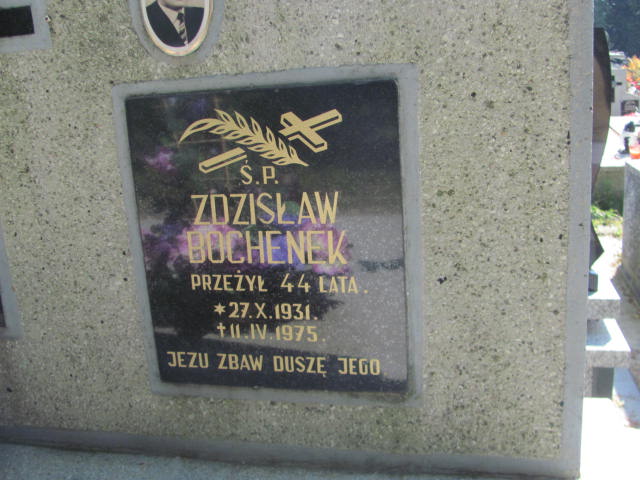 Ś.P.
ZDZISŁAW
BOCHENEK
PRZEŻYŁ 44 LATA.
*27.X.1931.
†11.IV.1975.
JEZU ZBAW DUSZĘ JEGO